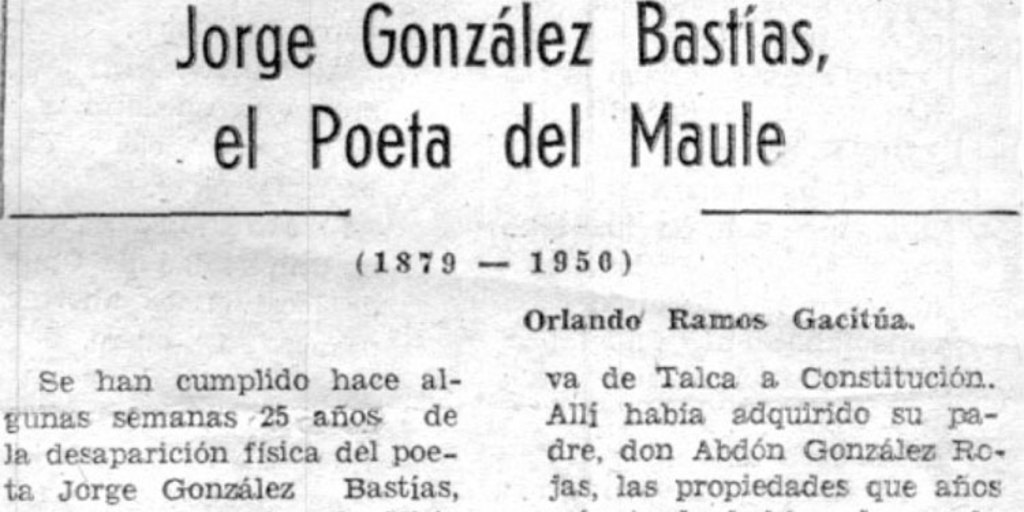 Jorge González Bastías,
el Poeta del Maule
(1879 — 1950)
Orlando Ramos Gacitúa.
Se han cumplido hace al-
gunas semanas 25 años de
la desaparición física del poe-
ta Jorge González Bastías,
va de Talca a Constitución.
Allí había adquirido su pa-
dre, don Abdón González Ro-
jas, las propiedades que años